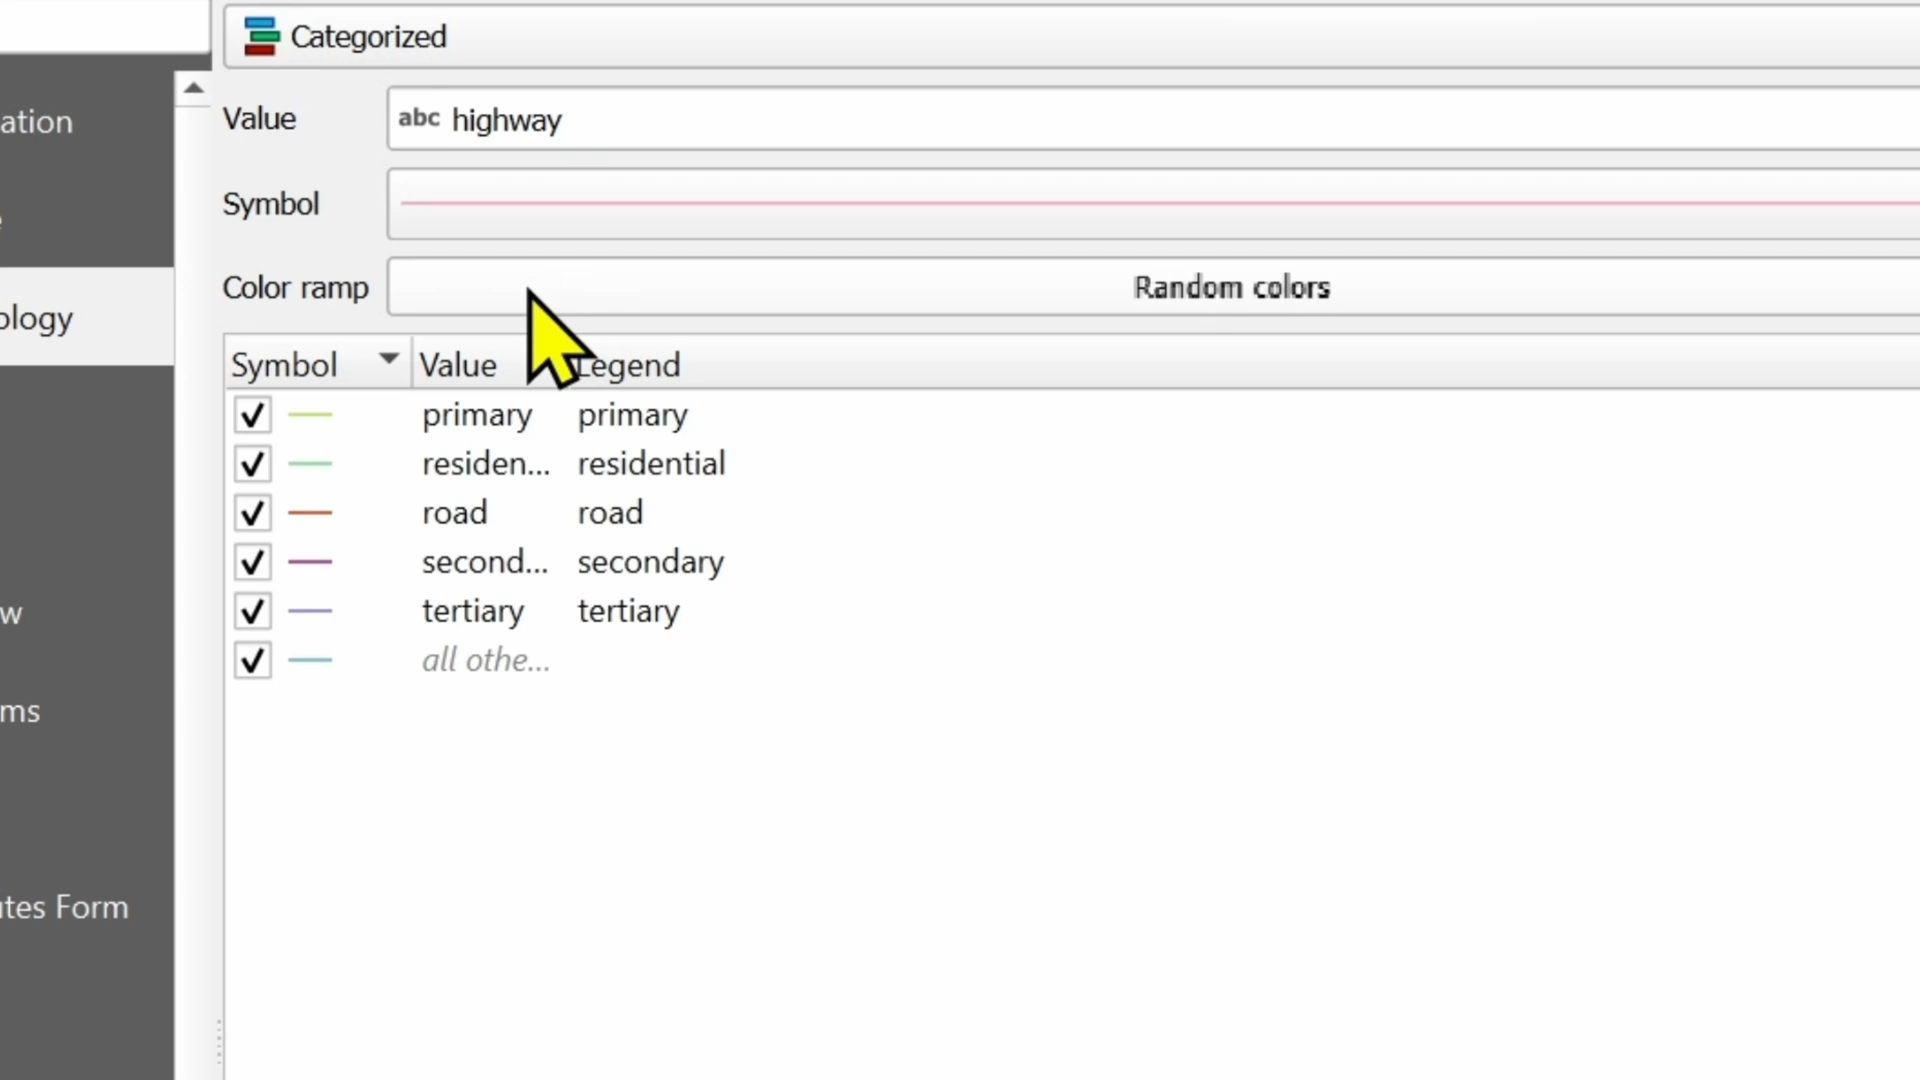 Categorized
Value abc highway
Symbol
Color ramp Random colors
ation
ology
w
ms
utes Form
Symbol Value Legend
primary primary
residen... residential
road road
second... secondary
tertiary tertiary
all othe...